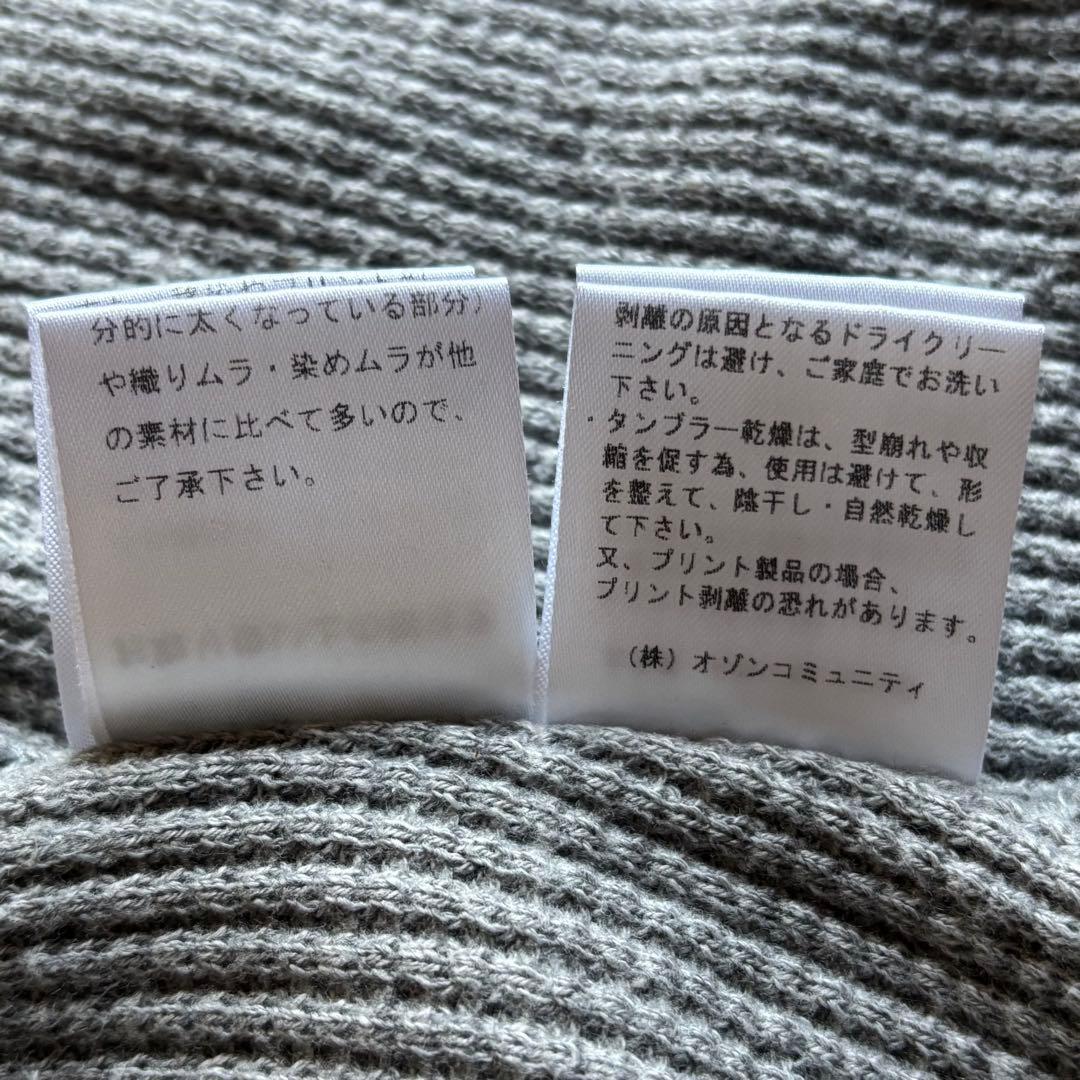 分的に太くなっている部分)
や織りムラ・染めムラが他
の素材に比べて多いので、
ご了承下さい。
剥離の原因となるドライクリー
ニングは避け、ご家庭でお洗い
下さい。
・タンブラー乾燥は、型崩れや収
縮を促す為、使用は避けて、形
を整えて、陰干し・自然乾燥し
て下さい。
又、プリント製品の場合、
プリント剥離の恐れがあります。
（株）オゾンコミュニティ